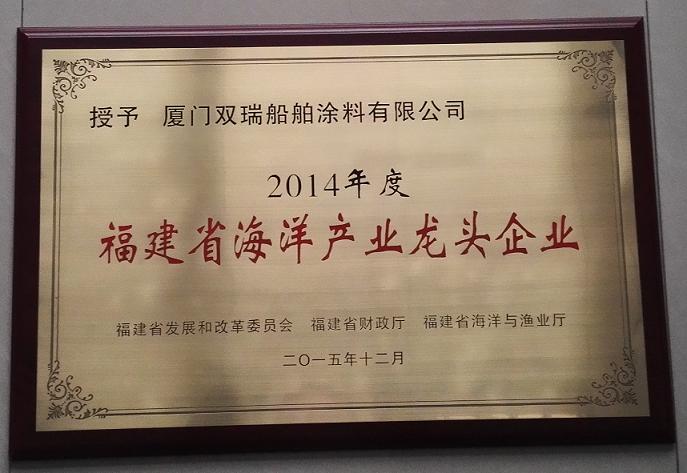 授予 厦门双瑞船舶涂料有限公司
2014年度
福建省海洋产业龙头企业
福建省发展和改革委员会 福建省财政厅 福建省海洋与渔业厅
二〇一五年十二月